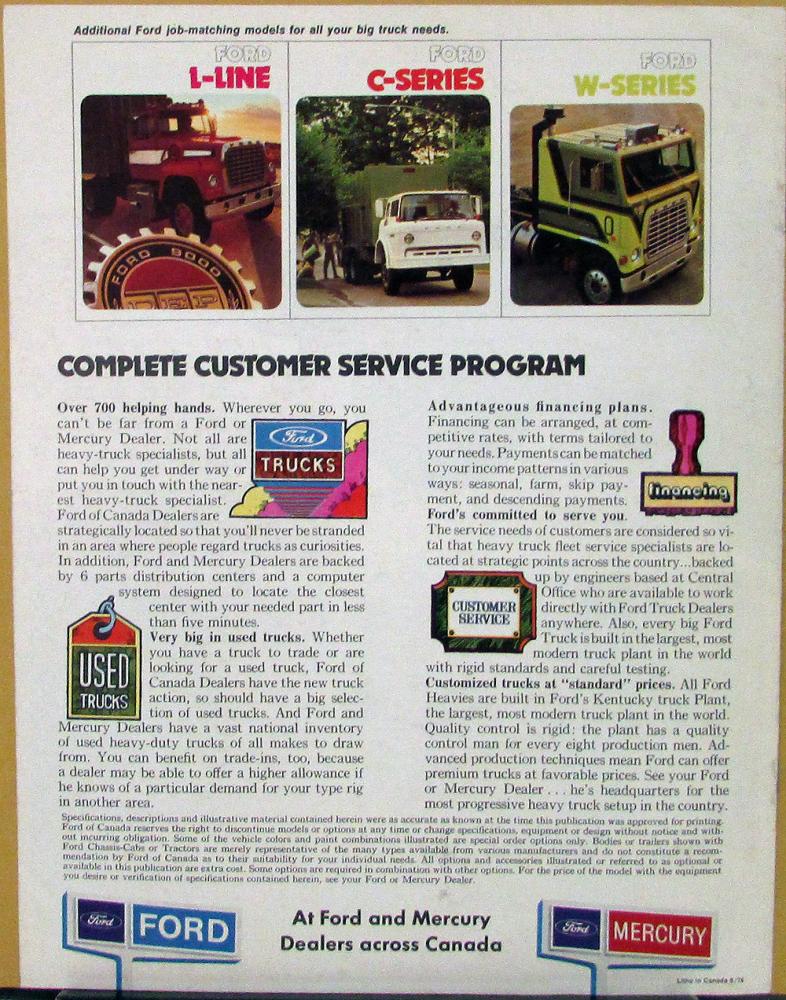 Additional Ford job-matching models for all your big truck needs.
FORD
L-LINE
FORD
C-SERIES
FORD
W-SERIES
FORD 9000
COMPLETE CUSTOMER SERVICE PROGRAM
Over 700 helping hands. Wherever you go, you
can't be far from a Ford or
Mercury Dealer. Not all are
heavy-truck specialists, but all
can help you get under way or
put you in touch with the near-
est heavy-truck specialist.
Ford of Canada Dealers are
strategically located so that you'll never be stranded
in an area where people regard trucks as curiosities.
In addition, Ford and Mercury Dealers are backed
by 6 parts distribution centers and a computer
system designed to locate the closest
center with your needed part in less
than five minutes.
Ford
TRUCKS
Very big in used trucks. Whether
you have a truck to trade or are
looking for a used truck, Ford of
Canada Dealers have the new truck
action, so should have a big selec-
tion of used trucks. And Ford and
Mercury Dealers have a vast national inventory
of used heavy-duty trucks of all makes to draw
from. You can benefit on trade-ins, too, because
a dealer may be able to offer a higher allowance if
he knows of a particular demand for your type rig
in another area.
USED
TRUCKS
Advantageous financing plans.
Financing can be arranged, at com-
petitive rates, with terms tailored to
your needs. Payments can be matched
to your income patterns in various
ways: seasonal, farm, skip pay-
ment, and descending payments.
financing
Ford's committed to serve you.
The service needs of customers are considered so vi-
tal that heavy truck fleet service specialists are lo-
cated at strategic points across the country...backed
up by engineers based at Central
Office who are available to work
directly with Ford Truck Dealers
anywhere. Also, every big Ford
Truck is built in the largest, most
modern truck plant in the world
with rigid standards and careful testing.
CUSTOMER
SERVICE
Customized trucks at "standard" prices. All Ford
Heavies are built in Ford's Kentucky truck Plant,
the largest, most modern truck plant in the world.
Quality control is rigid: the plant has a quality
control man for every eight production men. Ad-
vanced production techniques mean Ford can offer
premium trucks at favorable prices. See your Ford
or Mercury Dealer . . . he's headquarters for the
most progressive heavy truck setup in the country.
Specifications, descriptions and illustrative material contained herein were as accurate as known at the time this publication was approved for printing.
Ford of Canada reserves the right to discontinue models or options at any time or change specifications, equipment or design without notice and with-
out incurring obligation. Some of the vehicle colors and paint combinations illustrated are special order options only. Bodies or trailers shown with
Ford Chassis-Cabs or Tractors are merely representative of the many types available from various manufacturers and do not constitute a recom-
mendation by Ford of Canada as to their suitability for your individual needs. All options and accessories illustrated or referred to as optional or
available in this publication are extra cost. Some options are required in combination with other options. For the price of the model with the equipment
you desire or verification of specifications contained herein, see your Ford or Mercury Dealer.
Ford
FORD
At Ford and Mercury
Dealers across Canada
Ford
MERCURY
Litho in Canada